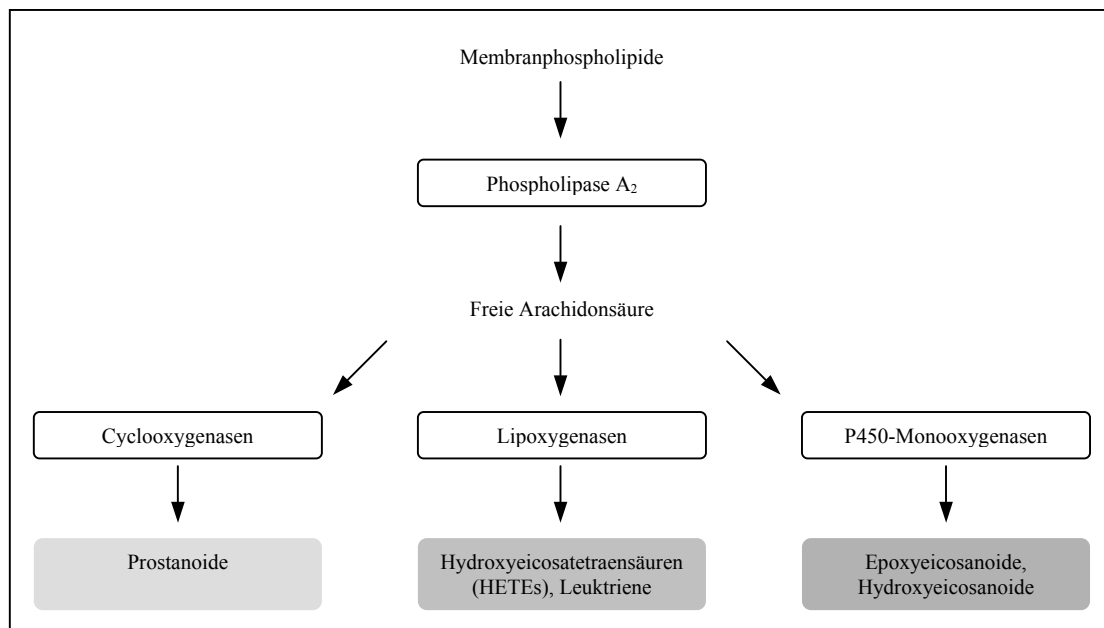 Membranphospholipide
Phospholipase A₂
Freie Arachidonsäure
Cyclooxygenasen
Lipoxygenasen
P450-Monooxygenasen
Prostanoide
Hydroxyeicosatetraensäuren
(HETEs), Leuktriene
Epoxyeicosanoide,
Hydroxyeicosanoide